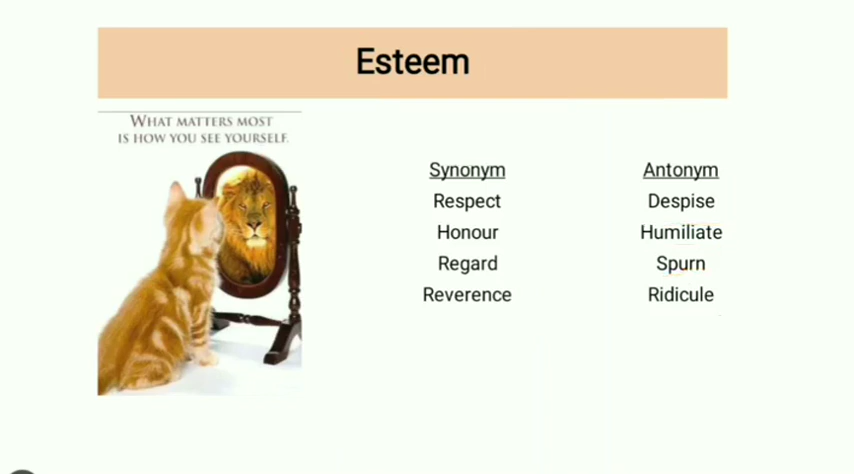 Esteem
WHAT MATTERS MOST
IS HOW YOU SEE YOURSELF.
Synonym
Respect
Honour
Regard
Reverence
Antonym
Despise
Humiliate
Spurn
Ridicule